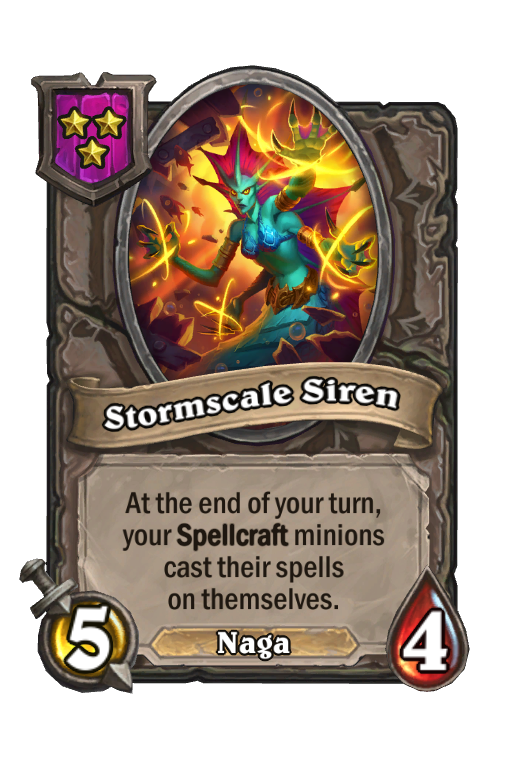 Stormscale Siren
At the end of your turn,
your Spellcraft minions
cast their spells
on themselves.
5
Naga
4